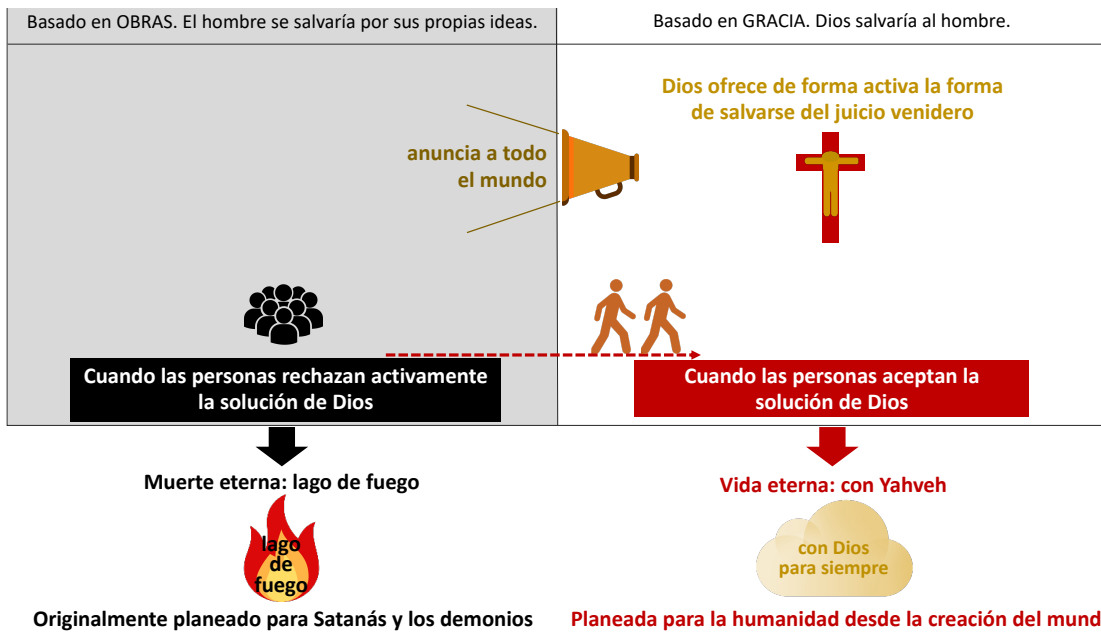 Basado en OBRAS. El hombre se salvaría por sus propias ideas.
Basado en GRACIA. Dios salvaría al hombre.
Dios ofrece de forma activa la forma
de salvarse del juicio venidero
anuncia a todo
el mundo
Cuando las personas rechazan activamente
la solución de Dios
Cuando las personas aceptan la
solución de Dios
Muerte eterna: lago de fuego
Vida eterna: con Yahveh
lago
de
fuego
con Dios
para siempre
Originalmente planeado para Satanás y los demonios
Planeada para la humanidad desde la creación del mund